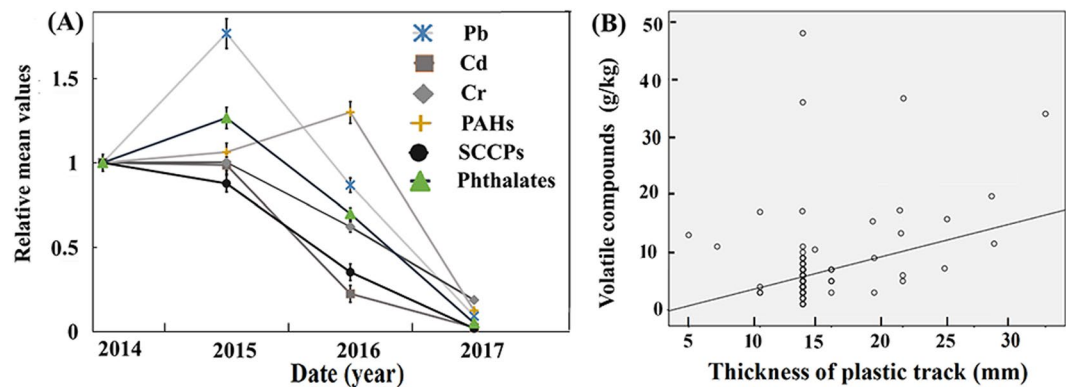 (A)
Relative mean values
1.5
1
0.5
0
2014 2015 2016 2017
Date (year)
Pb
Cd
Cr
PAHs
SCCPs
Phthalates
(B)
Volatile compounds (g/kg)
50
40
30
20
10
0
5 10 15 20 25 30
Thickness of plastic track (mm)